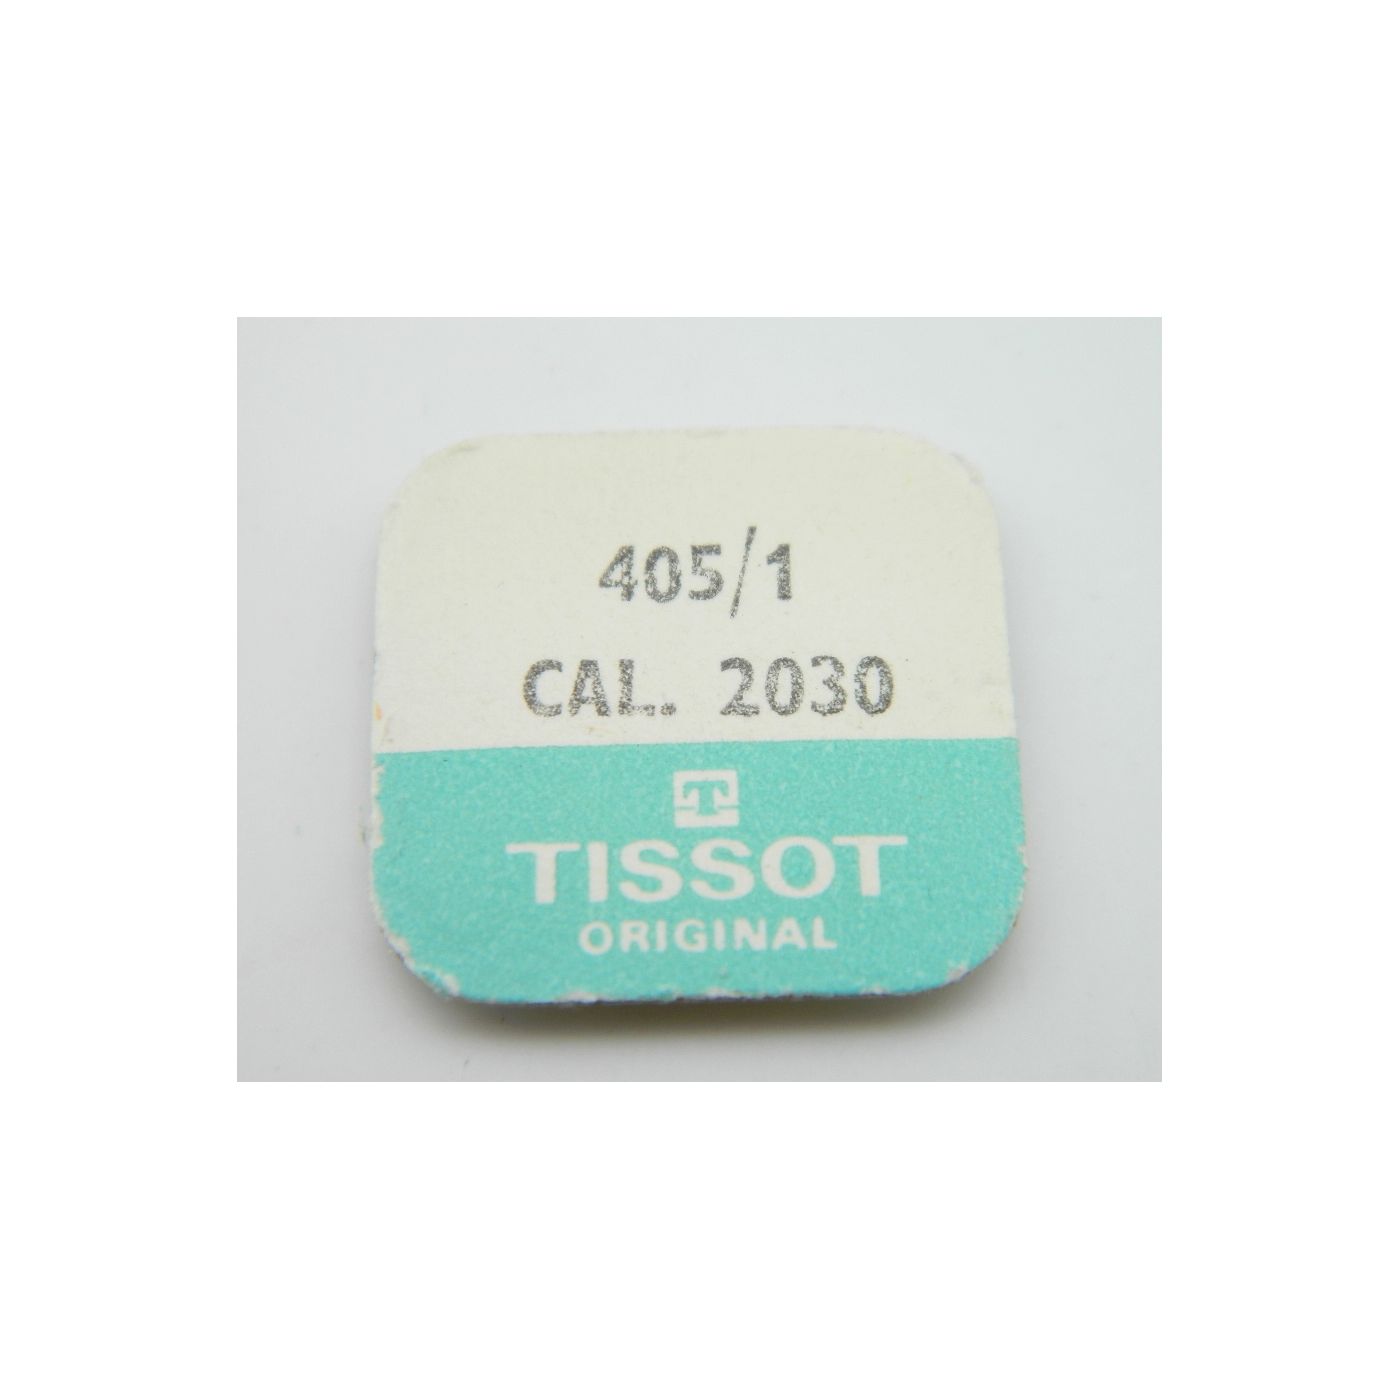 405/1
CAL. 2030
T
TISSOT
ORIGINAL